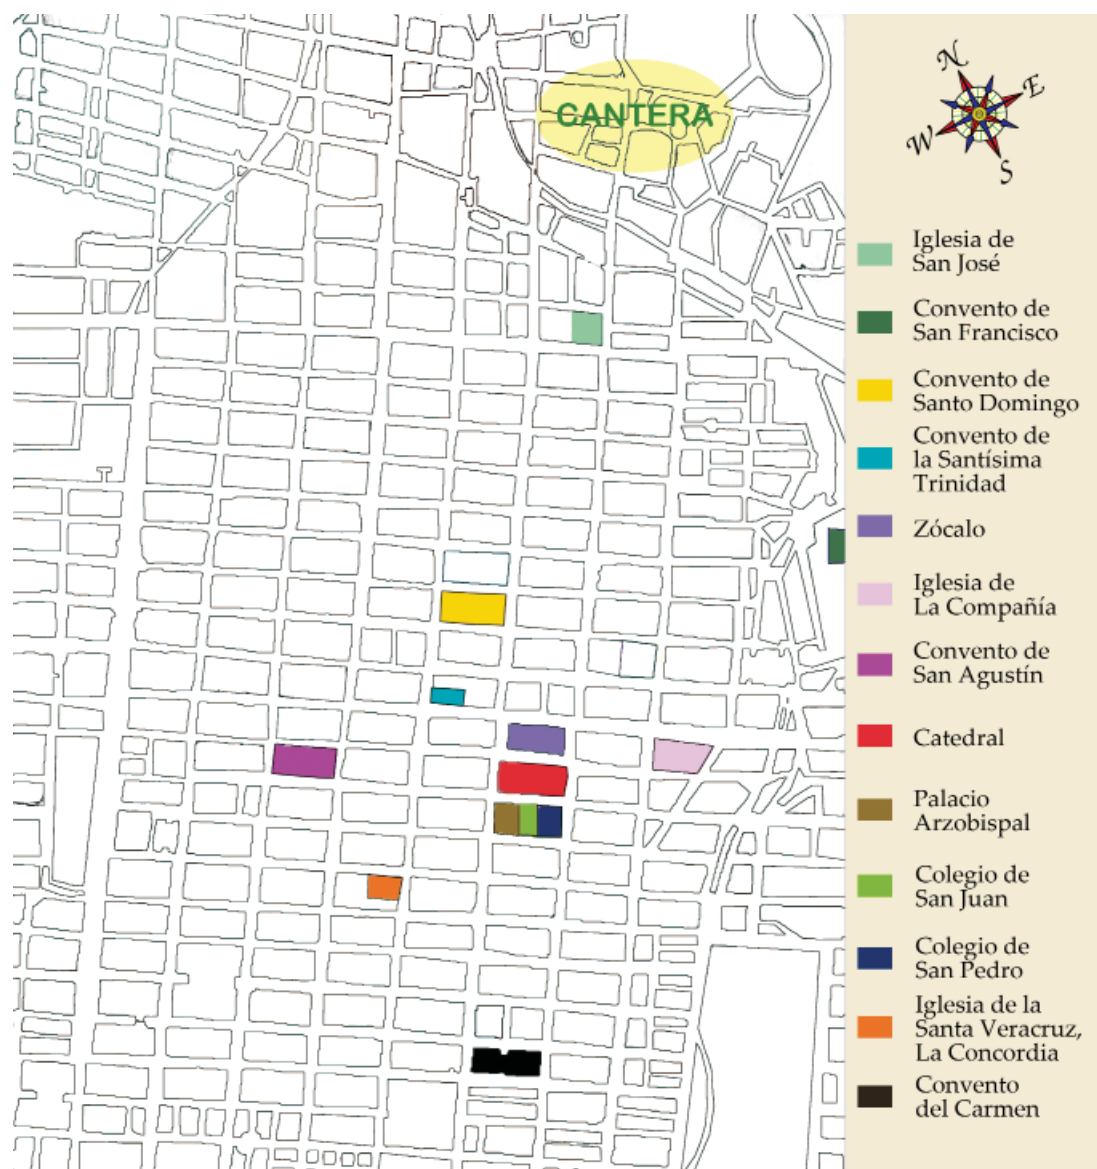 CANTERA
N
E
W
S
Iglesia de
San José
Convento de
San Francisco
Convento de
Santo Domingo
Convento de
la Santísima
Trinidad
Zócalo
Iglesia de
La Compañía
Convento de
San Agustín
Catedral
Palacio
Arzobispal
Colegio de
San Juan
Colegio de
San Pedro
Iglesia de la
Santa Veracruz,
La Concordia
Convento
del Carmen